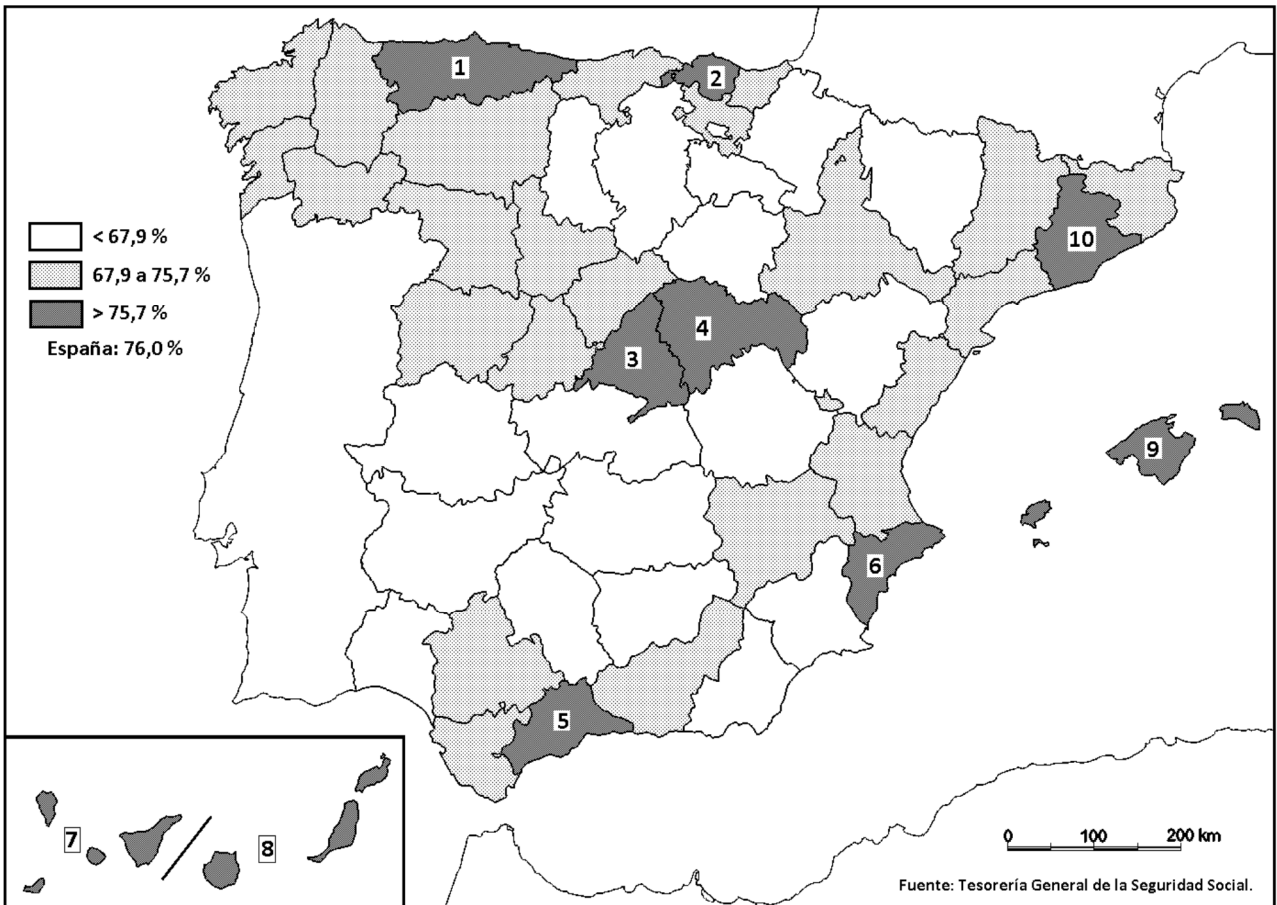 1
2
10
< 67,9 %
67,9 a 75,7 %
> 75,7 %
España: 76,0 %
4
3
9
6
5
7
8
0 100 200 km
Fuente: Tesorería General de la Seguridad Social.